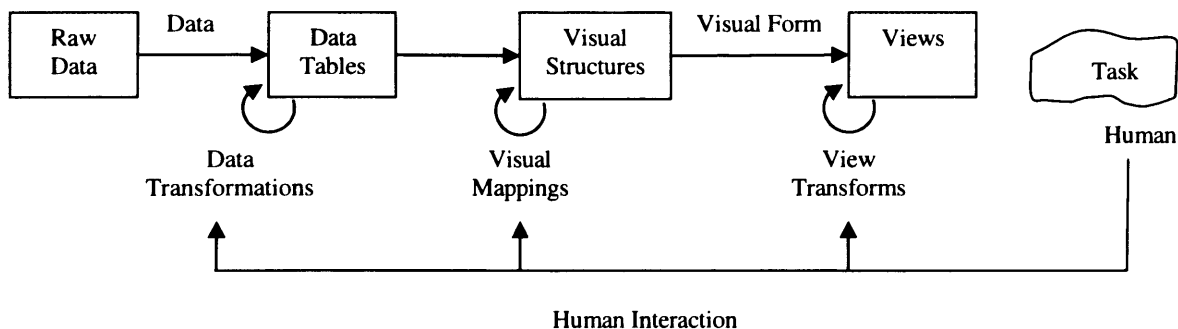 Raw
Data
Data
Data
Tables
Visual
Structures
Visual Form
Views
Task
Human
Data
Transformations
Visual
Mappings
View
Transforms
Human Interaction